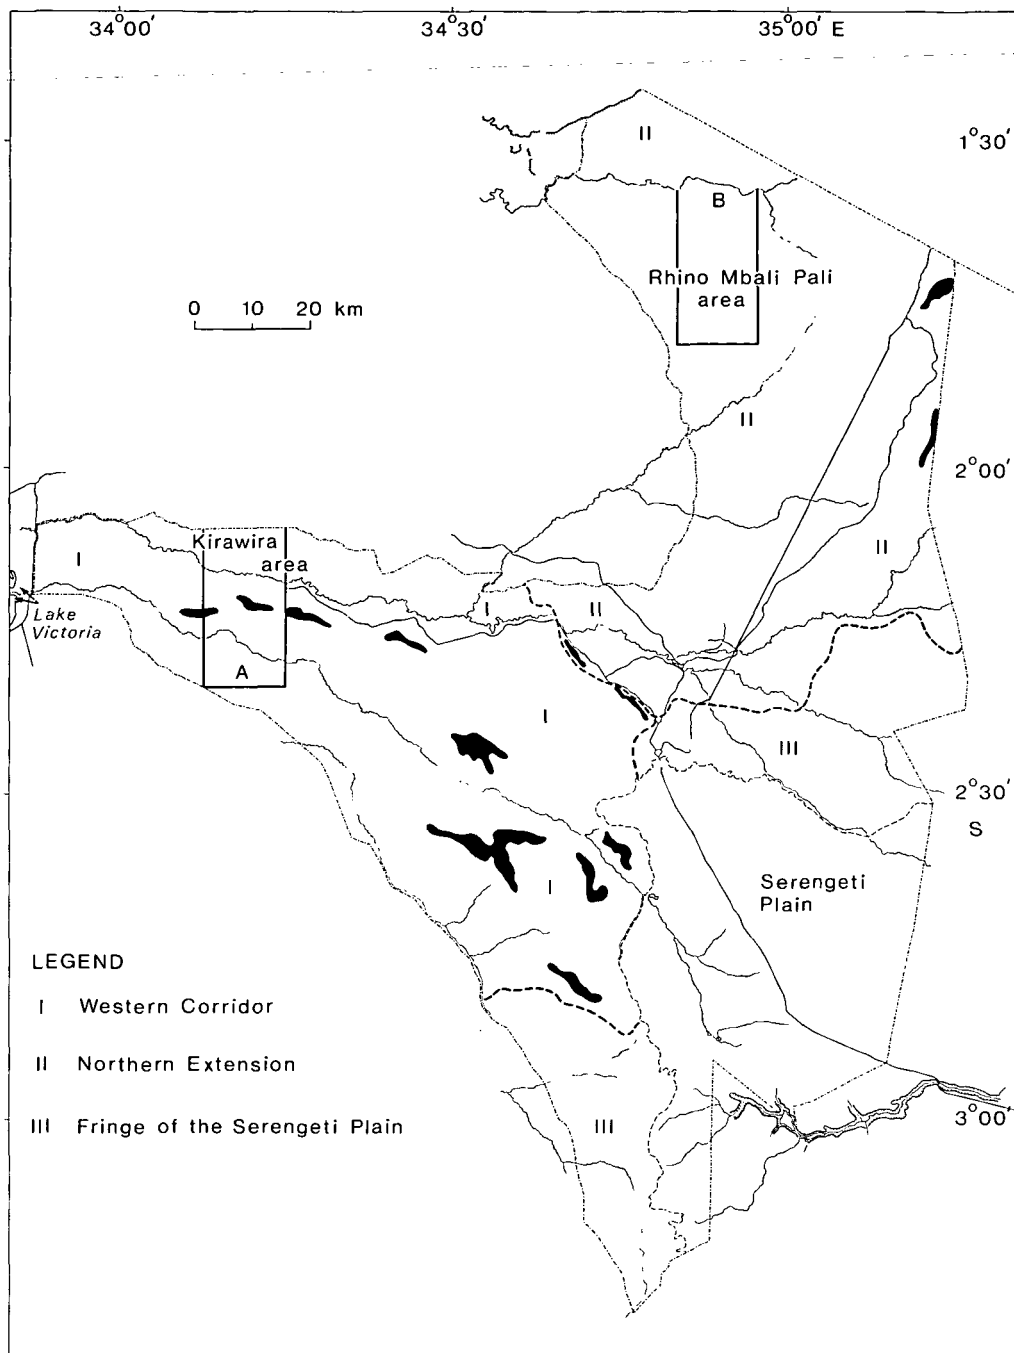 34°00'
34°30'
35°00' E
II
1°30'
B
Rhino Mbali Pali
area
0 10 20 km
II
2°00'
Kirawira
area
I
II
Lake
Victoria
I
II
A
I
III
2°30'
S
I
Serengeti
Plain
LEGEND
I Western Corridor
II Northern Extension
III Fringe of the Serengeti Plain
III
3°00'